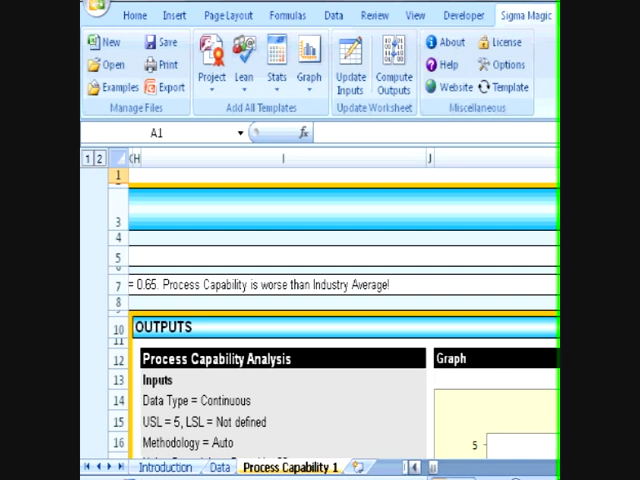 Home Insert Page Layout Formulas Data Review View Developer Sigma Magic
New Save
Open Print
Examples Export
Manage Files
Project Lean Stats Graph
Add All Templates
Update Inputs Compute Outputs
Update Worksheet
About License
Help Options
Website Template
Miscellaneous
A1 fx
1 2 H I J
1
3
4
5
6
7 = 0.65. Process Capability is worse than Industry Average!
8
9
10 OUTPUTS
11
12 Process Capability Analysis Graph
13 Inputs
14 Data Type = Continuous
15 USL = 5, LSL = Not defined
16 Methodology = Auto 5
Introduction Data Process Capability 1